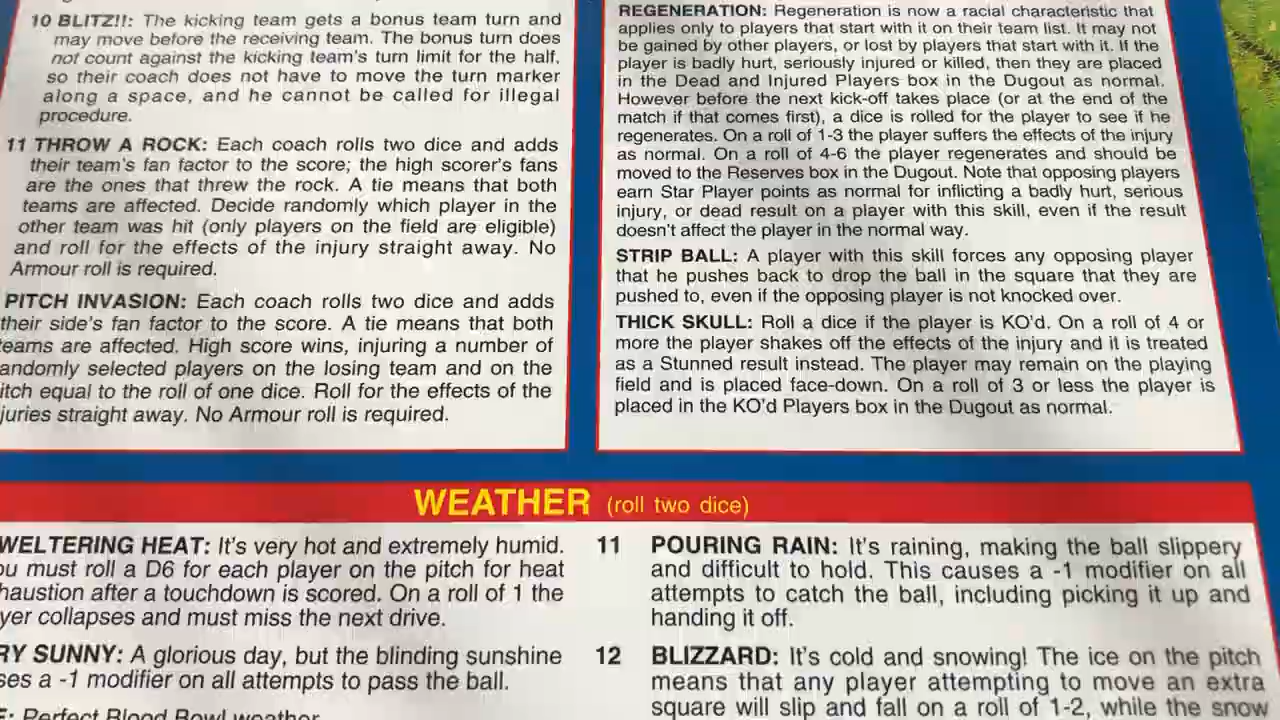 10 BLITZ!!: The kicking team gets a bonus team turn and
may move before the receiving team. The bonus turn does
not count against the kicking team's turn limit for the half,
so their coach does not have to move the turn marker
along a space, and he cannot be called for illegal
procedure.
11 THROW A ROCK: Each coach rolls two dice and adds
their team's fan factor to the score; the high scorer's fans
are the ones that threw the rock. A tie means that both
teams are affected. Decide randomly which player in the
other team was hit (only players on the field are eligible)
and roll for the effects of the injury straight away. No
Armour roll is required.
PITCH INVASION: Each coach rolls two dice and adds
their side's fan factor to the score. A tie means that both
teams are affected. High score wins, injuring a number of
andomly selected players on the losing team and on the
itch equal to the roll of one dice. Roll for the effects of the
juries straight away. No Armour roll is required.
REGENERATION: Regeneration is now a racial characteristic that
applies only to players that start with it on their team list. It may not
be gained by other players, or lost by players that start with it. If the
player is badly hurt, seriously injured or killed, then they are placed
in the Dead and Injured Players box in the Dugout as normal.
However before the next kick-off takes place (or at the end of the
match if that comes first), a dice is rolled for the player to see if he
regenerates. On a roll of 1-3 the player suffers the effects of the injury
as normal. On a roll of 4-6 the player regenerates and should be
moved to the Reserves box in the Dugout. Note that opposing players
earn Star Player points as normal for inflicting a badly hurt, serious
injury, or dead result on a player with this skill, even if the result
doesn't affect the player in the normal way.
STRIP BALL: A player with this skill forces any opposing player
that he pushes back to drop the ball in the square that they are
pushed to, even if the opposing player is not knocked over.
THICK SKULL: Roll a dice if the player is KO'd. On a roll of 4 or
more the player shakes off the effects of the injury and it is treated
as a Stunned result instead. The player may remain on the playing
field and is placed face-down. On a roll of 3 or less the player is
placed in the KO'd Players box in the Dugout as normal.
WEATHER (roll two dice)
WELTERING HEAT: It's very hot and extremely humid.
ou must roll a D6 for each player on the pitch for heat
haustion after a touchdown is scored. On a roll of 1 the
yer collapses and must miss the next drive.
RY SUNNY: A glorious day, but the blinding sunshine
ses a -1 modifier on all attempts to pass the ball.
E: Perfect Blood Bowl weather
11 POURING RAIN: It's raining, making the ball slippery
and difficult to hold. This causes a -1 modifier on all
attempts to catch the ball, including picking it up and
handing it off.
12 BLIZZARD: It's cold and snowing! The ice on the pitch
means that any player attempting to move an extra
square will slip and fall on a roll of 1-2, while the snow